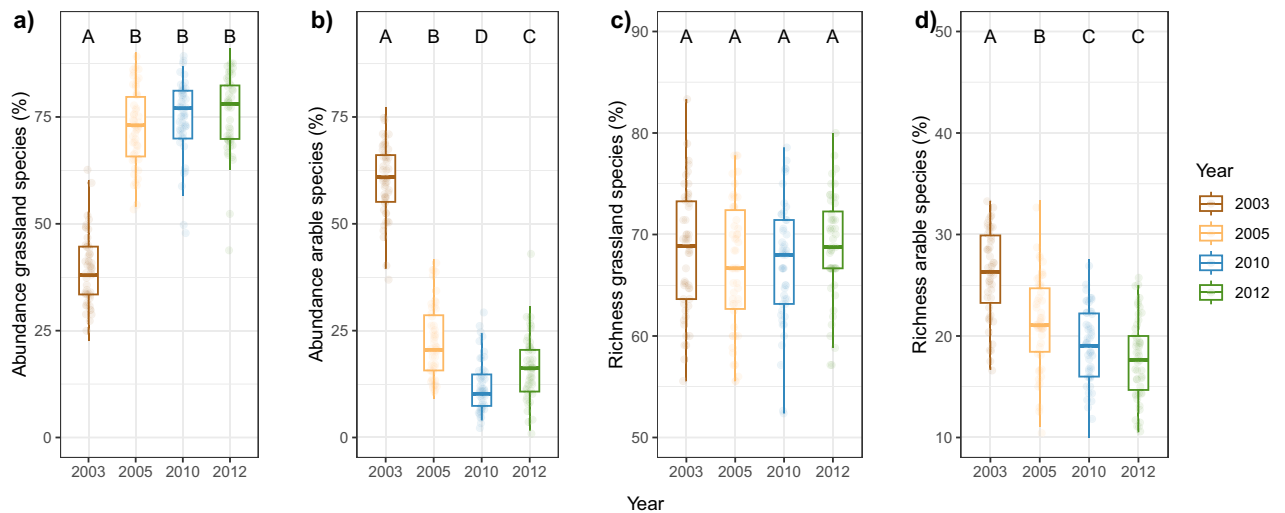 a)
A B B B
Abundance grassland species (%)
75
50
25
0
2003 2005 2010 2012
b)
A B D C
Abundance arable species (%)
75
50
25
0
2003 2005 2010 2012
c)
A A A A
Richness grassland species (%)
90
80
70
60
50
2003 2005 2010 2012
d)
A B C C
Richness arable species (%)
50
40
30
20
10
2003 2005 2010 2012
Year
Year
2003
2005
2010
2012